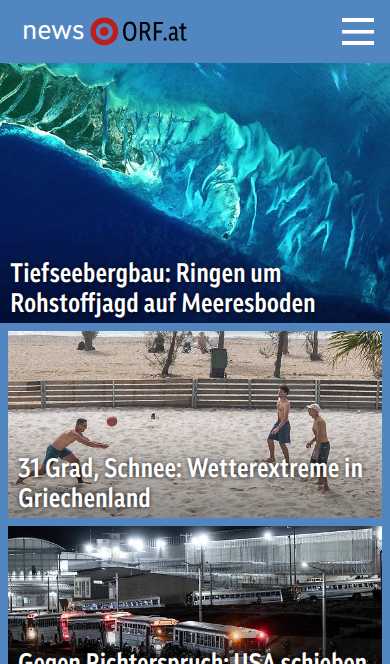 news ORF.at
Tiefseebergbau: Ringen um
Rohstoffjagd auf Meeresboden
31 Grad, Schnee: Wetterextreme in
Griechenland
Gegen Richterspruch: USA schieben